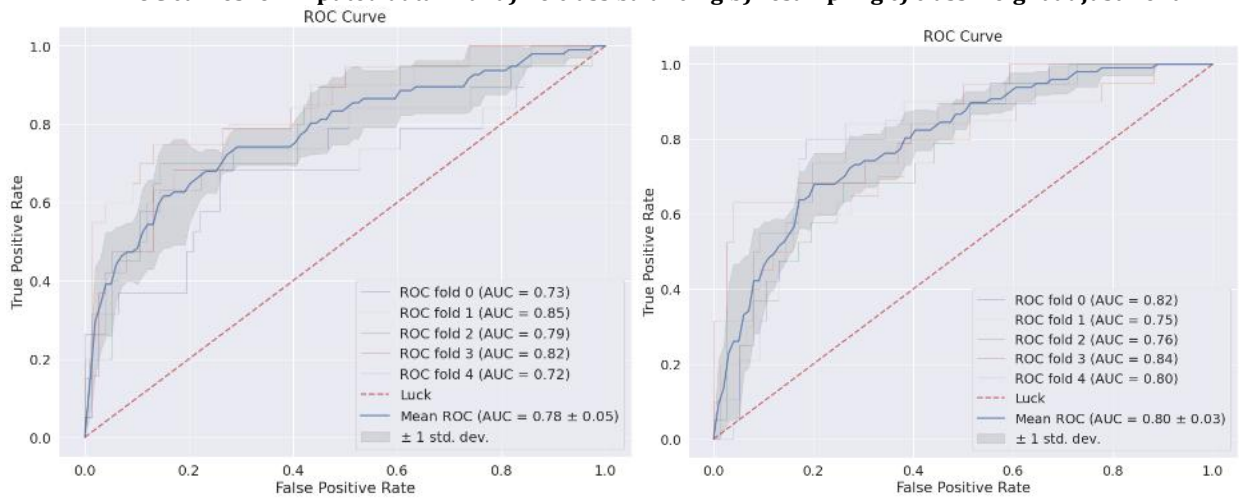 ROC Curve
1.0
0.8
0.6
0.4
0.2
0.0
True Positive Rate
ROC fold 0 (AUC = 0.73)
ROC fold 1 (AUC = 0.85)
ROC fold 2 (AUC = 0.79)
ROC fold 3 (AUC = 0.82)
ROC fold 4 (AUC = 0.72)
Luck
Mean ROC (AUC = 0.78 ± 0.05)
± 1 std. dev.
0.0 0.2 0.4 0.6 0.8 1.0
False Positive Rate
ROC Curve
1.0
0.8
0.6
0.4
0.2
0.0
True Positive Rate
ROC fold 0 (AUC = 0.82)
ROC fold 1 (AUC = 0.75)
ROC fold 2 (AUC = 0.76)
ROC fold 3 (AUC = 0.84)
ROC fold 4 (AUC = 0.80)
Luck
Mean ROC (AUC = 0.80 ± 0.03)
± 1 std. dev.
0.0 0.2 0.4 0.6 0.8 1.0
False Positive Rate